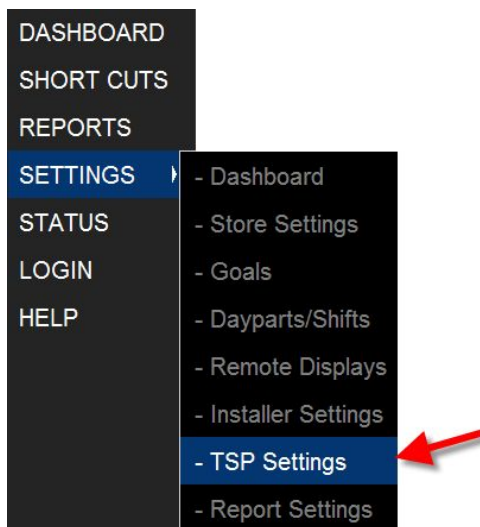 DASHBOARD
SHORT CUTS
REPORTS
SETTINGS
- Dashboard
- Store Settings
- Goals
- Dayparts/Shifts
- Remote Displays
- Installer Settings
- TSP Settings
- Report Settings
STATUS
LOGIN
HELP